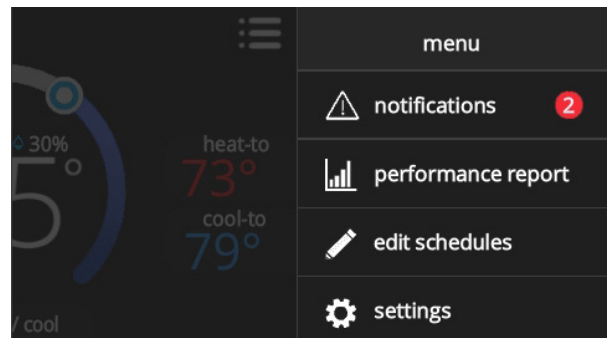 menu
notifications 2
performance report
edit schedules
settings
30%
5°
heat-to
73°
cool-to
79°
/ cool